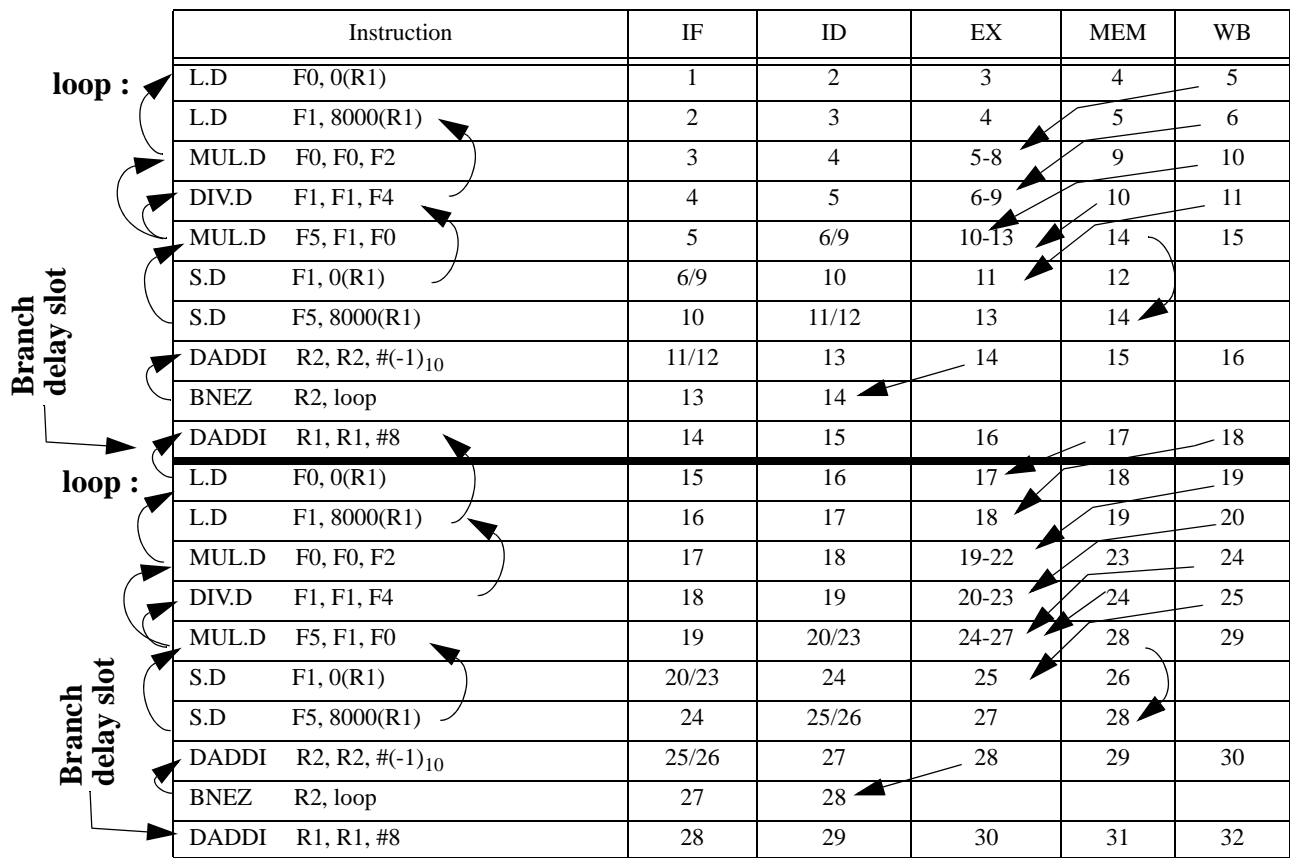 Instruction IF ID EX MEM WB
loop : L.D F0, 0(R1) 1 2 3 4 5
L.D F1, 8000(R1) 2 3 4 5 6
MUL.D F0, F0, F2 3 4 5-8 9 10
DIV.D F1, F1, F4 4 5 6-9 10 11
MUL.D F5, F1, F0 5 6/9 10-13 14 15
S.D F1, 0(R1) 6/9 10 11 12
S.D F5, 8000(R1) 10 11/12 13 14
DADDI R2, R2, #(-1)10 11/12 13 14 15 16
BNEZ R2, loop 13 14
Branch
delay slot
DADDI R1, R1, #8 14 15 16 17 18
loop : L.D F0, 0(R1) 15 16 17 18 19
L.D F1, 8000(R1) 16 17 18 19 20
MUL.D F0, F0, F2 17 18 19-22 23 24
DIV.D F1, F1, F4 18 19 20-23 24 25
MUL.D F5, F1, F0 19 20/23 24-27 28 29
S.D F1, 0(R1) 20/23 24 25 26
S.D F5, 8000(R1) 24 25/26 27 28
DADDI R2, R2, #(-1)10 25/26 27 28 29 30
BNEZ R2, loop 27 28
Branch
delay slot
DADDI R1, R1, #8 28 29 30 31 32